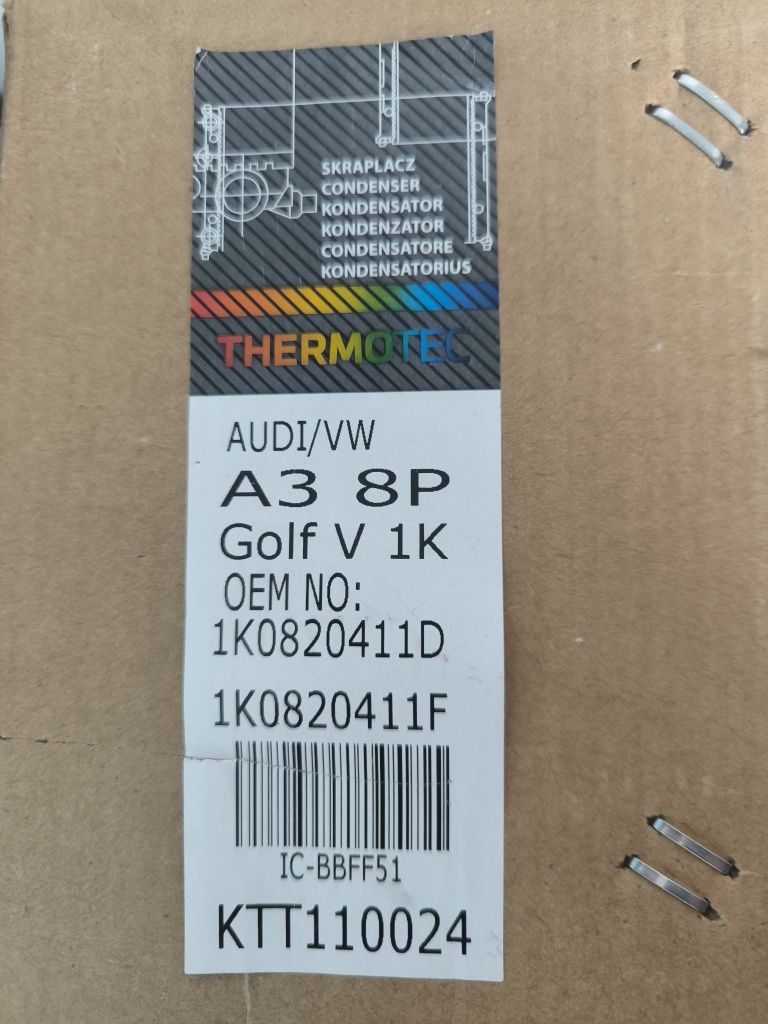 SKRAPLACZ
CONDENSER
KONDENSATOR
KONDENZÁTOR
CONDENSATORE
KONDENSATORIUS
THERMOTEC
AUDI/VW
A3 8P
Golf V 1K
OEM NO:
1K0820411D
1K0820411F
IC-BBFF51
KTT110024